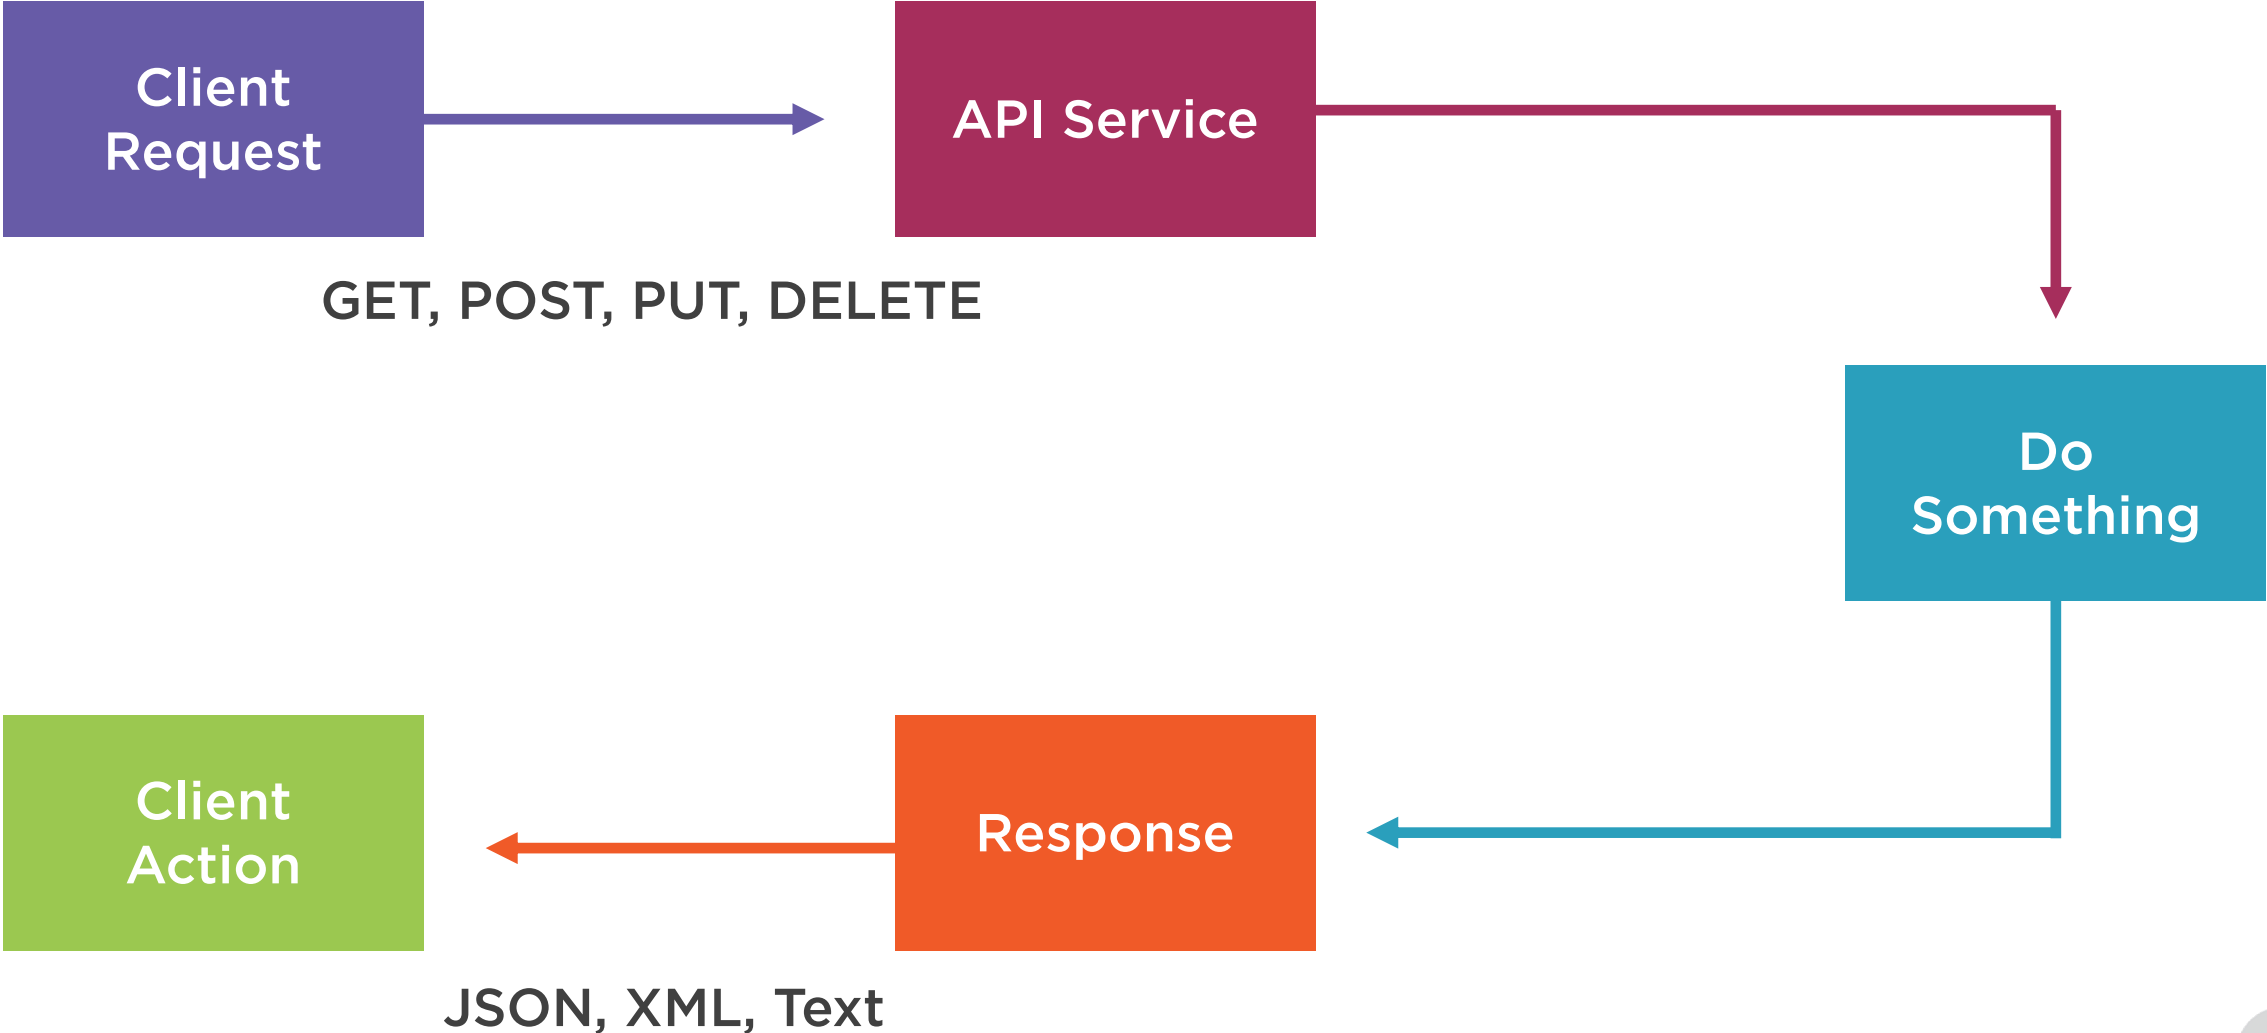 Client
Request
API Service
GET, POST, PUT, DELETE
Do
Something
Client
Action
Response
JSON, XML, Text